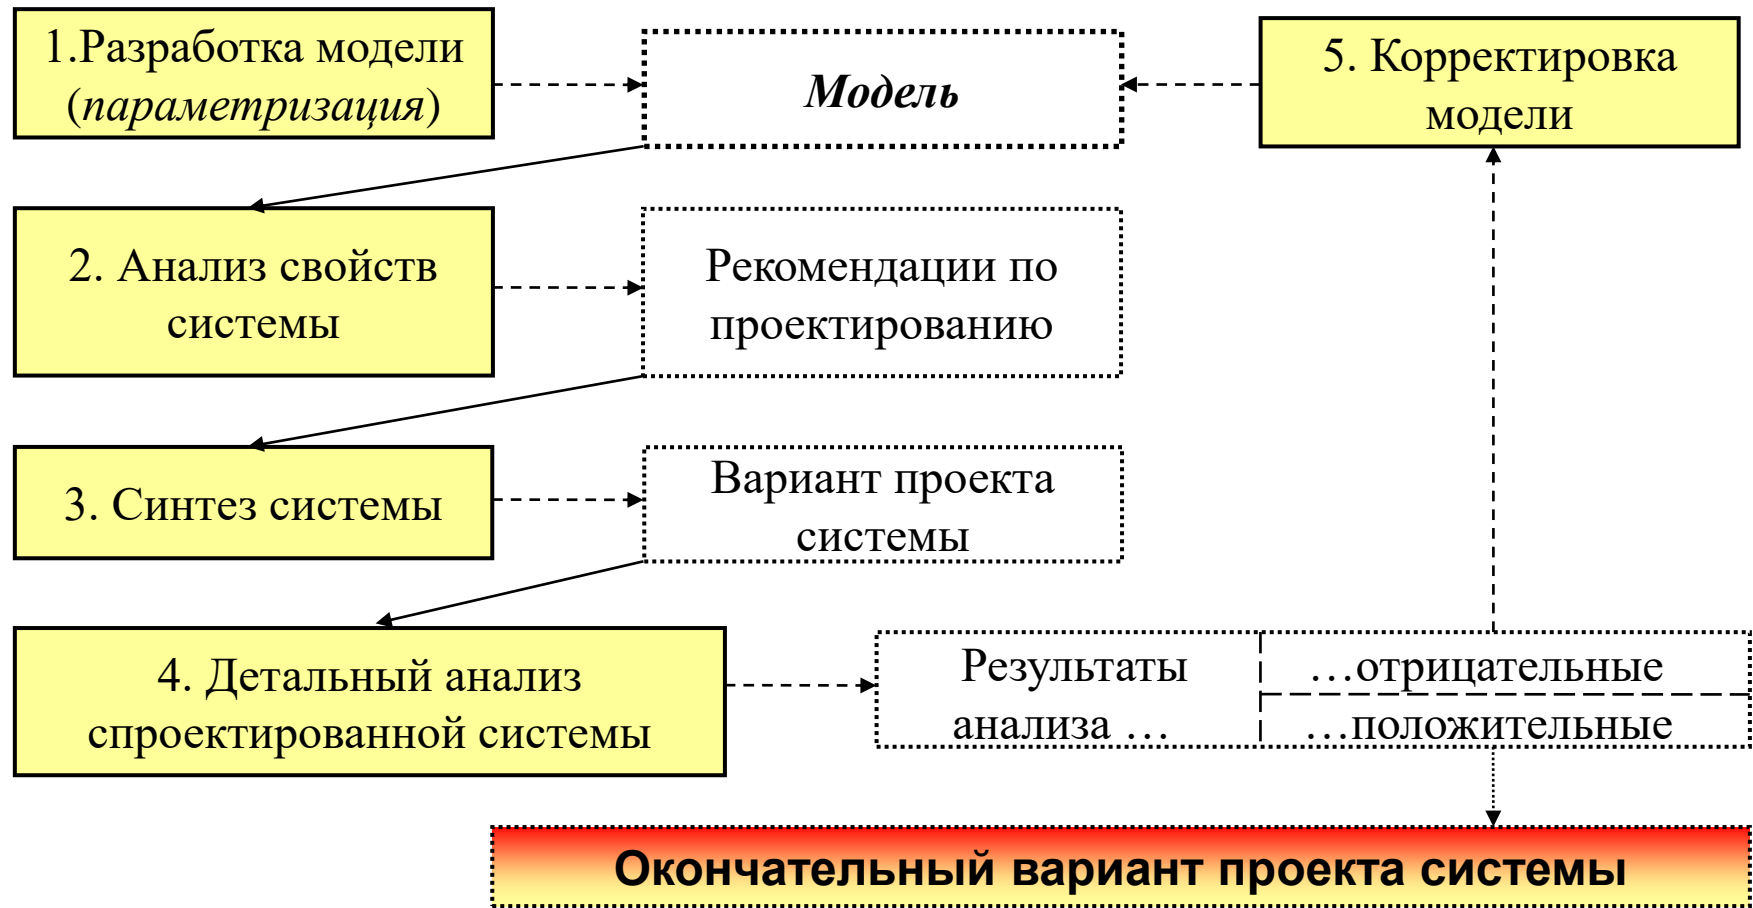 1.Разработка модели
(параметризация)
Модель
5. Корректировка
модели
2. Анализ свойств
системы
Рекомендации по
проектированию
3. Синтез системы
Вариант проекта
системы
4. Детальный анализ
спроектированной системы
Результаты
анализа …
…отрицательные
…положительные
Окончательный вариант проекта системы